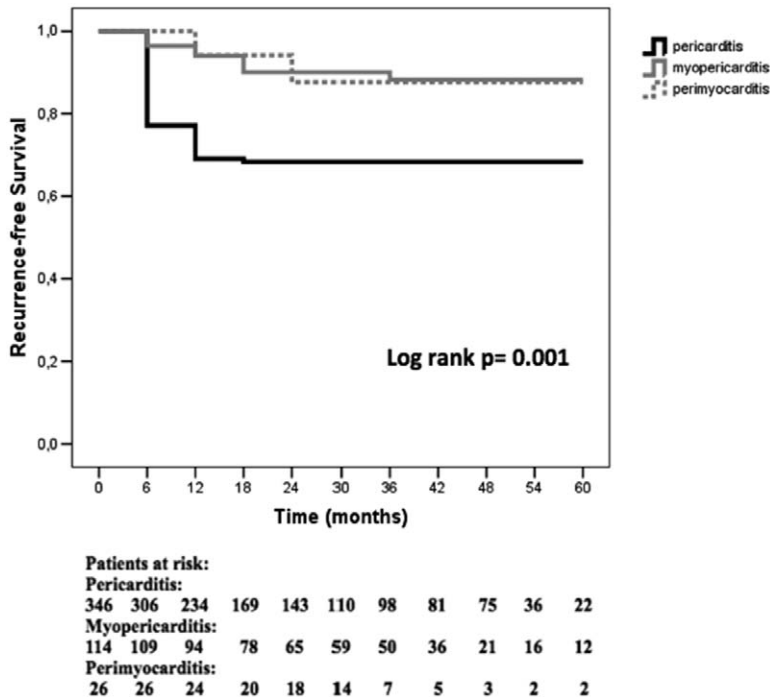 1,0
0,8
0,6
0,4
0,2
0,0
Recurrence-free Survival
pericarditis
myopericarditis
perimyocarditis
Log rank p= 0.001
0 6 12 18 24 30 36 42 48 54 60
Time (months)
Patients at risk:
Pericarditis:
346 306 234 169 143 110 98 81 75 36 22
Myopericarditis:
114 109 94 78 65 59 50 36 21 16 12
Perimyocarditis:
26 26 24 20 18 14 7 5 3 2 2